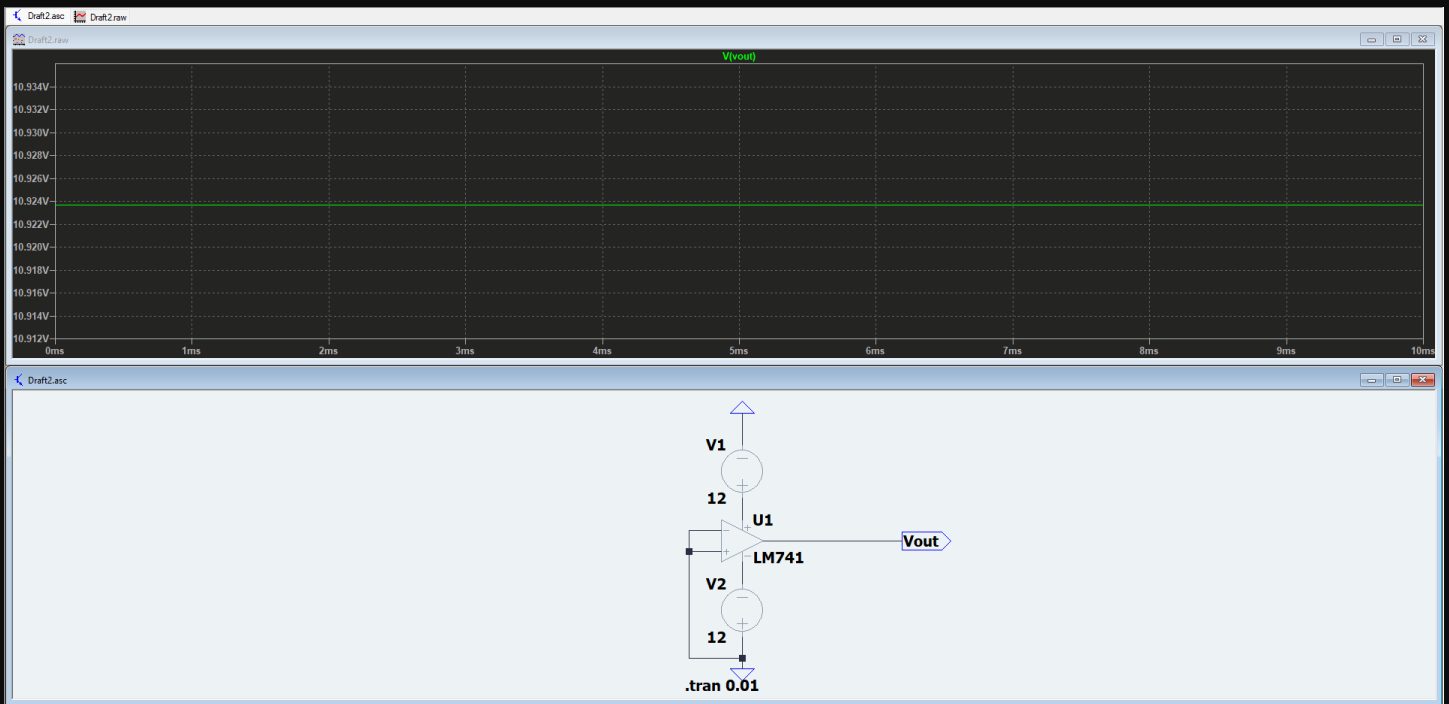 Draft2.asc Draft2.raw
Draft2.raw
V(vout)
10.934V
10.932V
10.930V
10.928V
10.926V
10.924V
10.922V
10.920V
10.918V
10.916V
10.914V
10.912V
0ms 1ms 2ms 3ms 4ms 5ms 6ms 7ms 8ms 9ms 10ms
Draft2.asc
V1
12
U1
Vout
LM741
V2
12
.tran 0.01